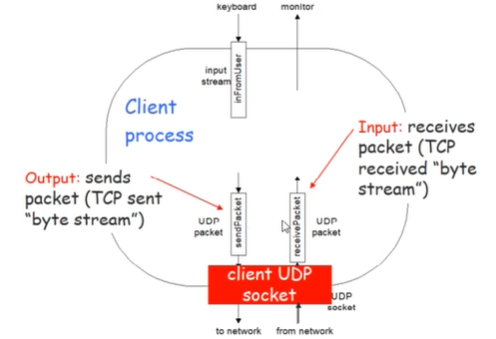 keyboard
monitor
input
stream
inFromUser
Client
process
Input: receives
packet (TCP
received “byte
stream”)
Output: sends
packet (TCP sent
“byte stream”)
UDP
packet
sendPacket
receivePacket
UDP
packet
client UDP
socket
UDP
socket
to network
from network